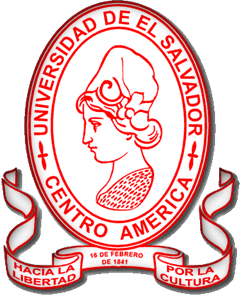 UNIVERSIDAD DE EL SALVADOR
CENTRO AMERICA
HACIA LA
LIBERTAD
16 DE FEBRERO
DE 1841
POR LA
CULTURA